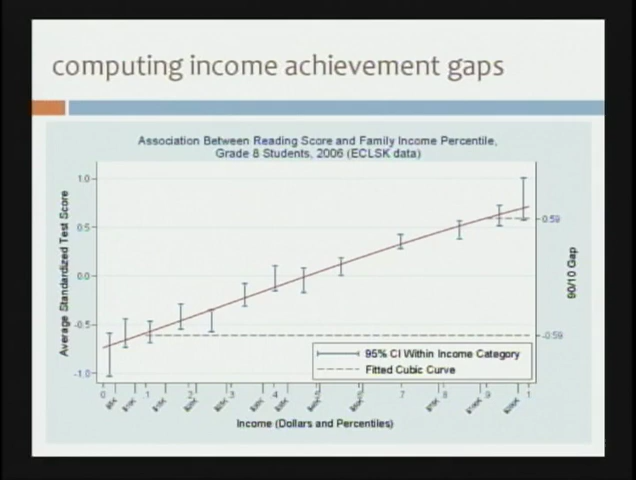 computing income achievement gaps
Association Between Reading Score and Family Income Percentile,
Grade 8 Students, 2006 (ECLSK data)
Average Standardized Test Score
1.0
0.5
0.0
-0.5
-1.0
0.59
-0.59
90/10 Gap
95% CI Within Income Category
Fitted Cubic Curve
0 .1 .2 .3 .4 .5 .6 .7 .8 .9 1
Income (Dollars and Percentiles)